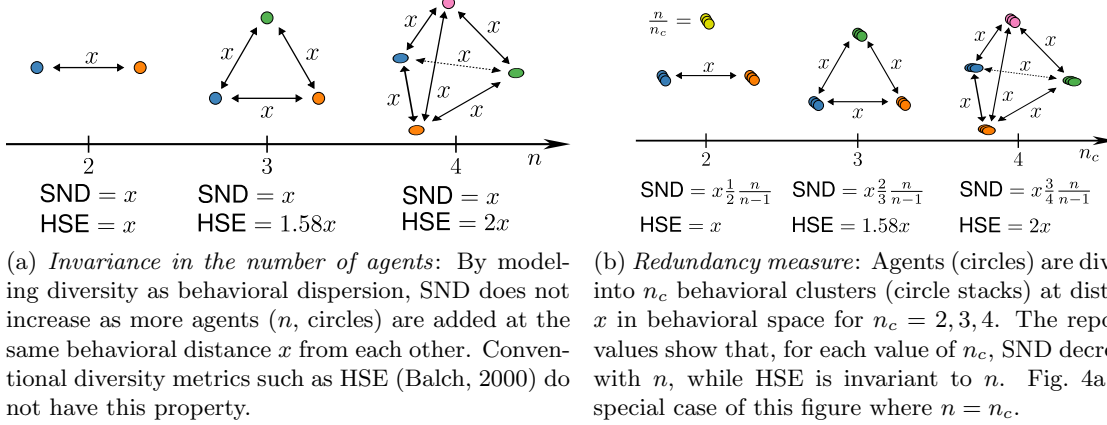 x
2
SND = x
HSE = x
x
x
x
3
SND = x
HSE = 1.58x
x
x
x
x
x
x
4
n
SND = x
HSE = 2x
(a) Invariance in the number of agents: By model-
ing diversity as behavioral dispersion, SND does not
increase as more agents (n, circles) are added at the
same behavioral distance x from each other. Conven-
tional diversity metrics such as HSE (Balch, 2000) do
not have this property.
n/n_c =
x
2
SND = x 1/2 n/n−1
HSE = x
x
x
x
3
SND = x 2/3 n/n−1
HSE = 1.58x
x
x
x
x
x
x
4
n_c
SND = x 3/4 n/n−1
HSE = 2x
(b) Redundancy measure: Agents (circles) are div
into n_c behavioral clusters (circle stacks) at dist
x in behavioral space for n_c = 2, 3, 4. The repo
values show that, for each value of n_c, SND decre
with n, while HSE is invariant to n. Fig. 4a
special case of this figure where n = n_c.